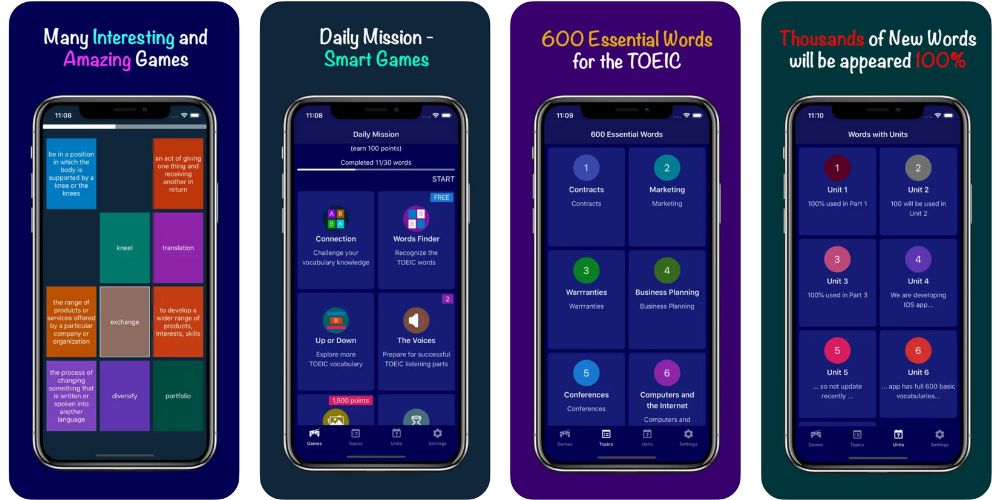 Many Interesting and
Amazing Games
11:08
be in a position
in which the
body is
supported by a
knee or the
knees
an act of giving
one thing and
receiving
another in
return
kneel
translation
the range of
products or
services offered
by a particular
company or
organization
exchange
to develop a
wider range of
products,
interests, skills
the process of
changing
something that
is written or
spoken into
another
language
diversify
portfolio
Daily Mission -
Smart Games
11:08
Daily Mission
(earn 100 points)
Completed 11/30 words
START
FREE
A B
B A
Connection
Challenge your
vocabulary knowledge
B
B
Words Finder
Recognize the
TOEIC words
2
Up or Down
Explore more
TOEIC vocabulary
The Voices
Prepare for successful
TOEIC listening parts
1,500 points
Games
Topics
Units
Settings
600 Essential Words
for the TOEIC
11:09
600 Essential Words
1
Contracts
Contracts
2
Marketing
Marketing
3
Warrranties
Warrranties
4
Business Planning
Business Planning
5
Conferences
Conferences
6
Computers and
the Internet
Computers and
Games
Topics
Units
Settings
Thousands of New Words
will be appeared 100%
11:10
Words with Units
1
Unit 1
100% used in Part 1
2
Unit 2
100 will be used in
Unit 2
3
Unit 3
100% used in Part 3
4
Unit 4
We are developing
IOS app...
5
Unit 5
... so not update
recently ...
6
Unit 6
... app has full 600 basic
vocabularies...
Games
Topics
Units
Settings